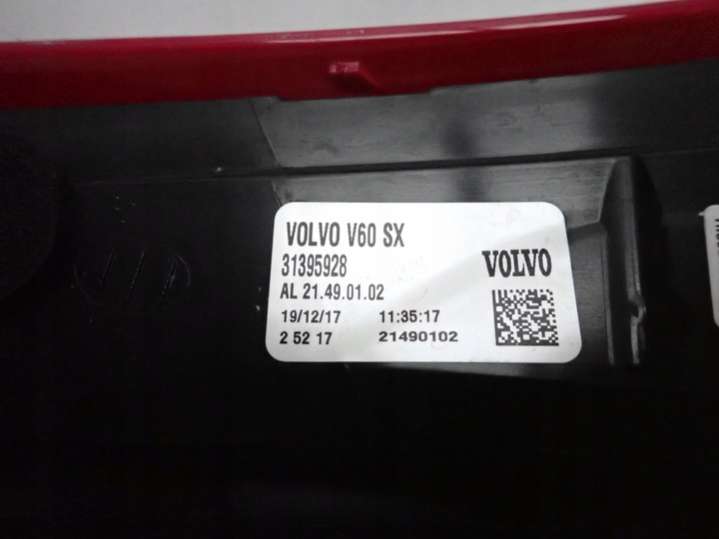 VOLVO V60 SX
31395928
VOLVO
AL 21.49.01.02
19/12/17 11:35:17
2 52 17 21490102